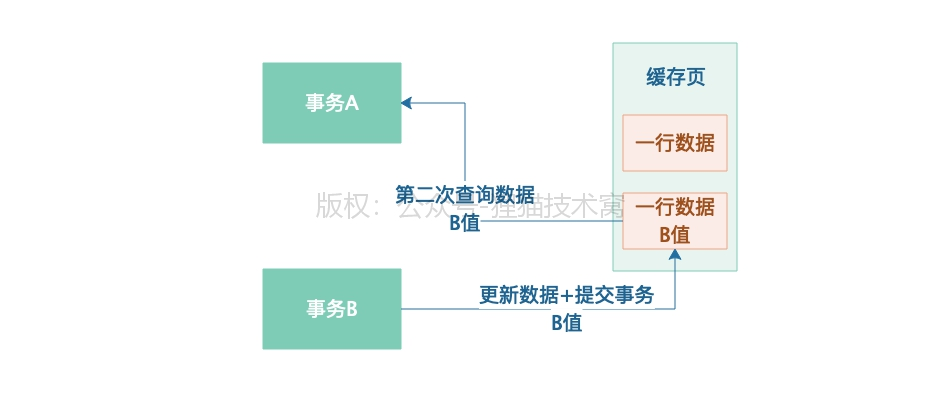 缓存页
事务A
一行数据
第二次查询数据
B值
版权：公众号-狸猫技术窝
一行数据
B值
事务B
更新数据+提交事务
B值